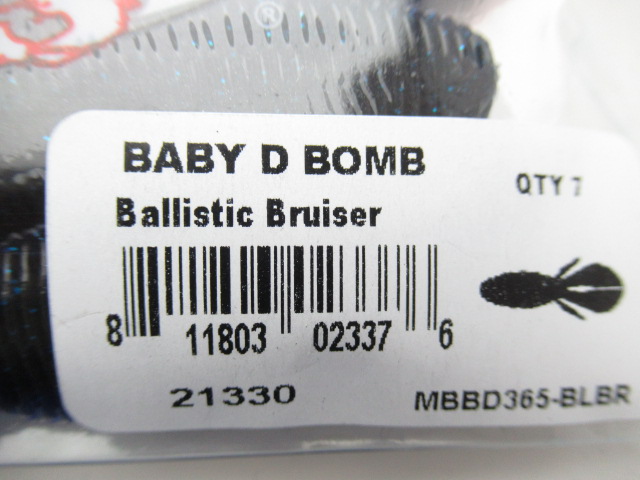 ®
BABY D BOMB
QTY 7
Ballistic Bruiser
8 11803 02337 6
21330
MBBD365-BLBR